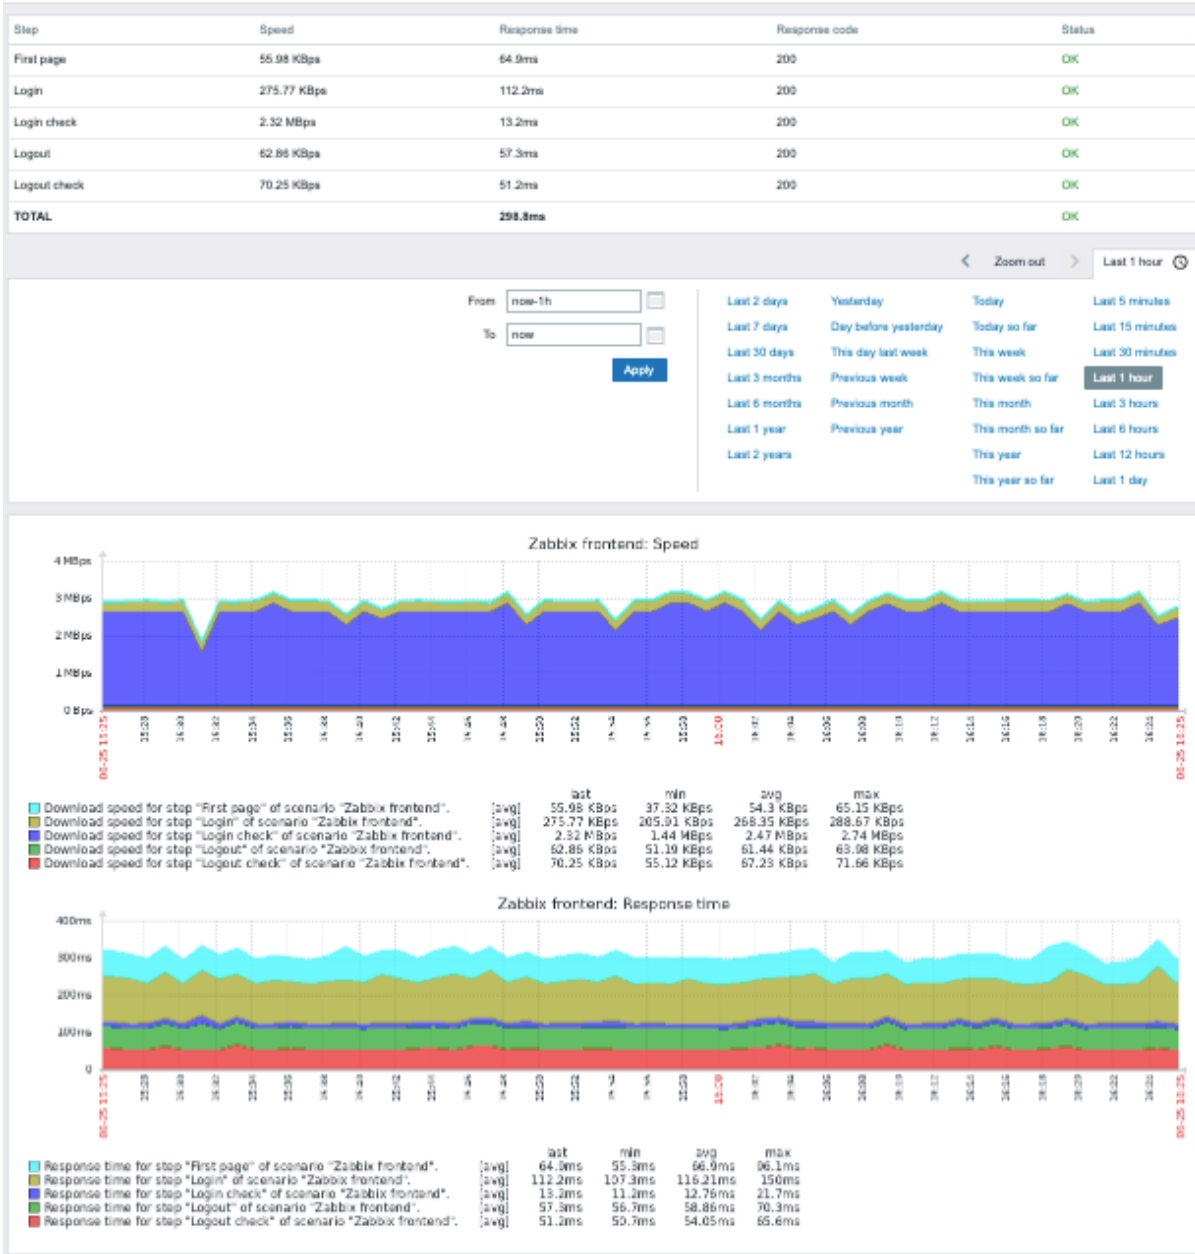 Step Speed Response time Response code Status
First page 55.98 KBps 64.9ms 200 OK
Login 275.77 KBps 112.2ms 200 OK
Login check 2.32 MBps 13.2ms 200 OK
Logout 62.86 KBps 57.3ms 200 OK
Logout check 70.25 KBps 51.2ms 200 OK
TOTAL 298.8ms OK
Zoom out Last 1 hour
From now-1h
To now
Apply
Last 2 days Yesterday Today Last 5 minutes
Last 7 days Day before yesterday Today so far Last 15 minutes
Last 30 days This day last week This week Last 30 minutes
Last 3 months Previous week This week so far Last 1 hour
Last 6 months Previous month This month Last 3 hours
Last 1 year Previous year This month so far Last 6 hours
Last 2 years This year Last 12 hours
This year so far Last 1 day
Zabbix frontend: Speed
4 MBps
3 MBps
2 MBps
1 MBps
0 Bps
last min avg max
Download speed for step "First page" of scenario "Zabbix frontend". [avg] 55.98 KBps 37.32 KBps 54.3 KBps 65.15 KBps
Download speed for step "Login" of scenario "Zabbix frontend". [avg] 275.77 KBps 205.91 KBps 268.35 KBps 288.67 KBps
Download speed for step "Login check" of scenario "Zabbix frontend". [avg] 2.32 MBps 1.44 MBps 2.47 MBps 2.74 MBps
Download speed for step "Logout" of scenario "Zabbix frontend". [avg] 62.86 KBps 51.19 KBps 61.44 KBps 63.98 KBps
Download speed for step "Logout check" of scenario "Zabbix frontend". [avg] 70.25 KBps 55.12 KBps 67.23 KBps 71.66 KBps
Zabbix frontend: Response time
400ms
300ms
200ms
100ms
0
last min avg max
Response time for step "First page" of scenario "Zabbix frontend". [avg] 64.9ms 55.3ms 66.9ms 96.1ms
Response time for step "Login" of scenario "Zabbix frontend". [avg] 112.2ms 107.3ms 116.21ms 150ms
Response time for step "Login check" of scenario "Zabbix frontend". [avg] 13.2ms 11.2ms 12.76ms 21.7ms
Response time for step "Logout" of scenario "Zabbix frontend". [avg] 57.3ms 56.7ms 58.86ms 70.3ms
Response time for step "Logout check" of scenario "Zabbix frontend". [avg] 51.2ms 50.7ms 54.05ms 65.6ms